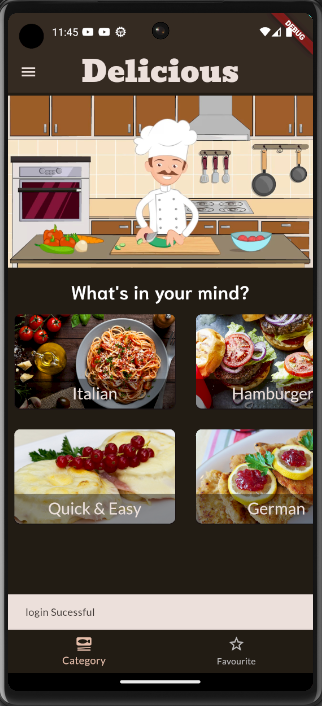 11:45
DEBUG
Delicious
What's in your mind?
Italian
Hamburger
Quick & Easy
German
login Sucessful
Category
Favourite